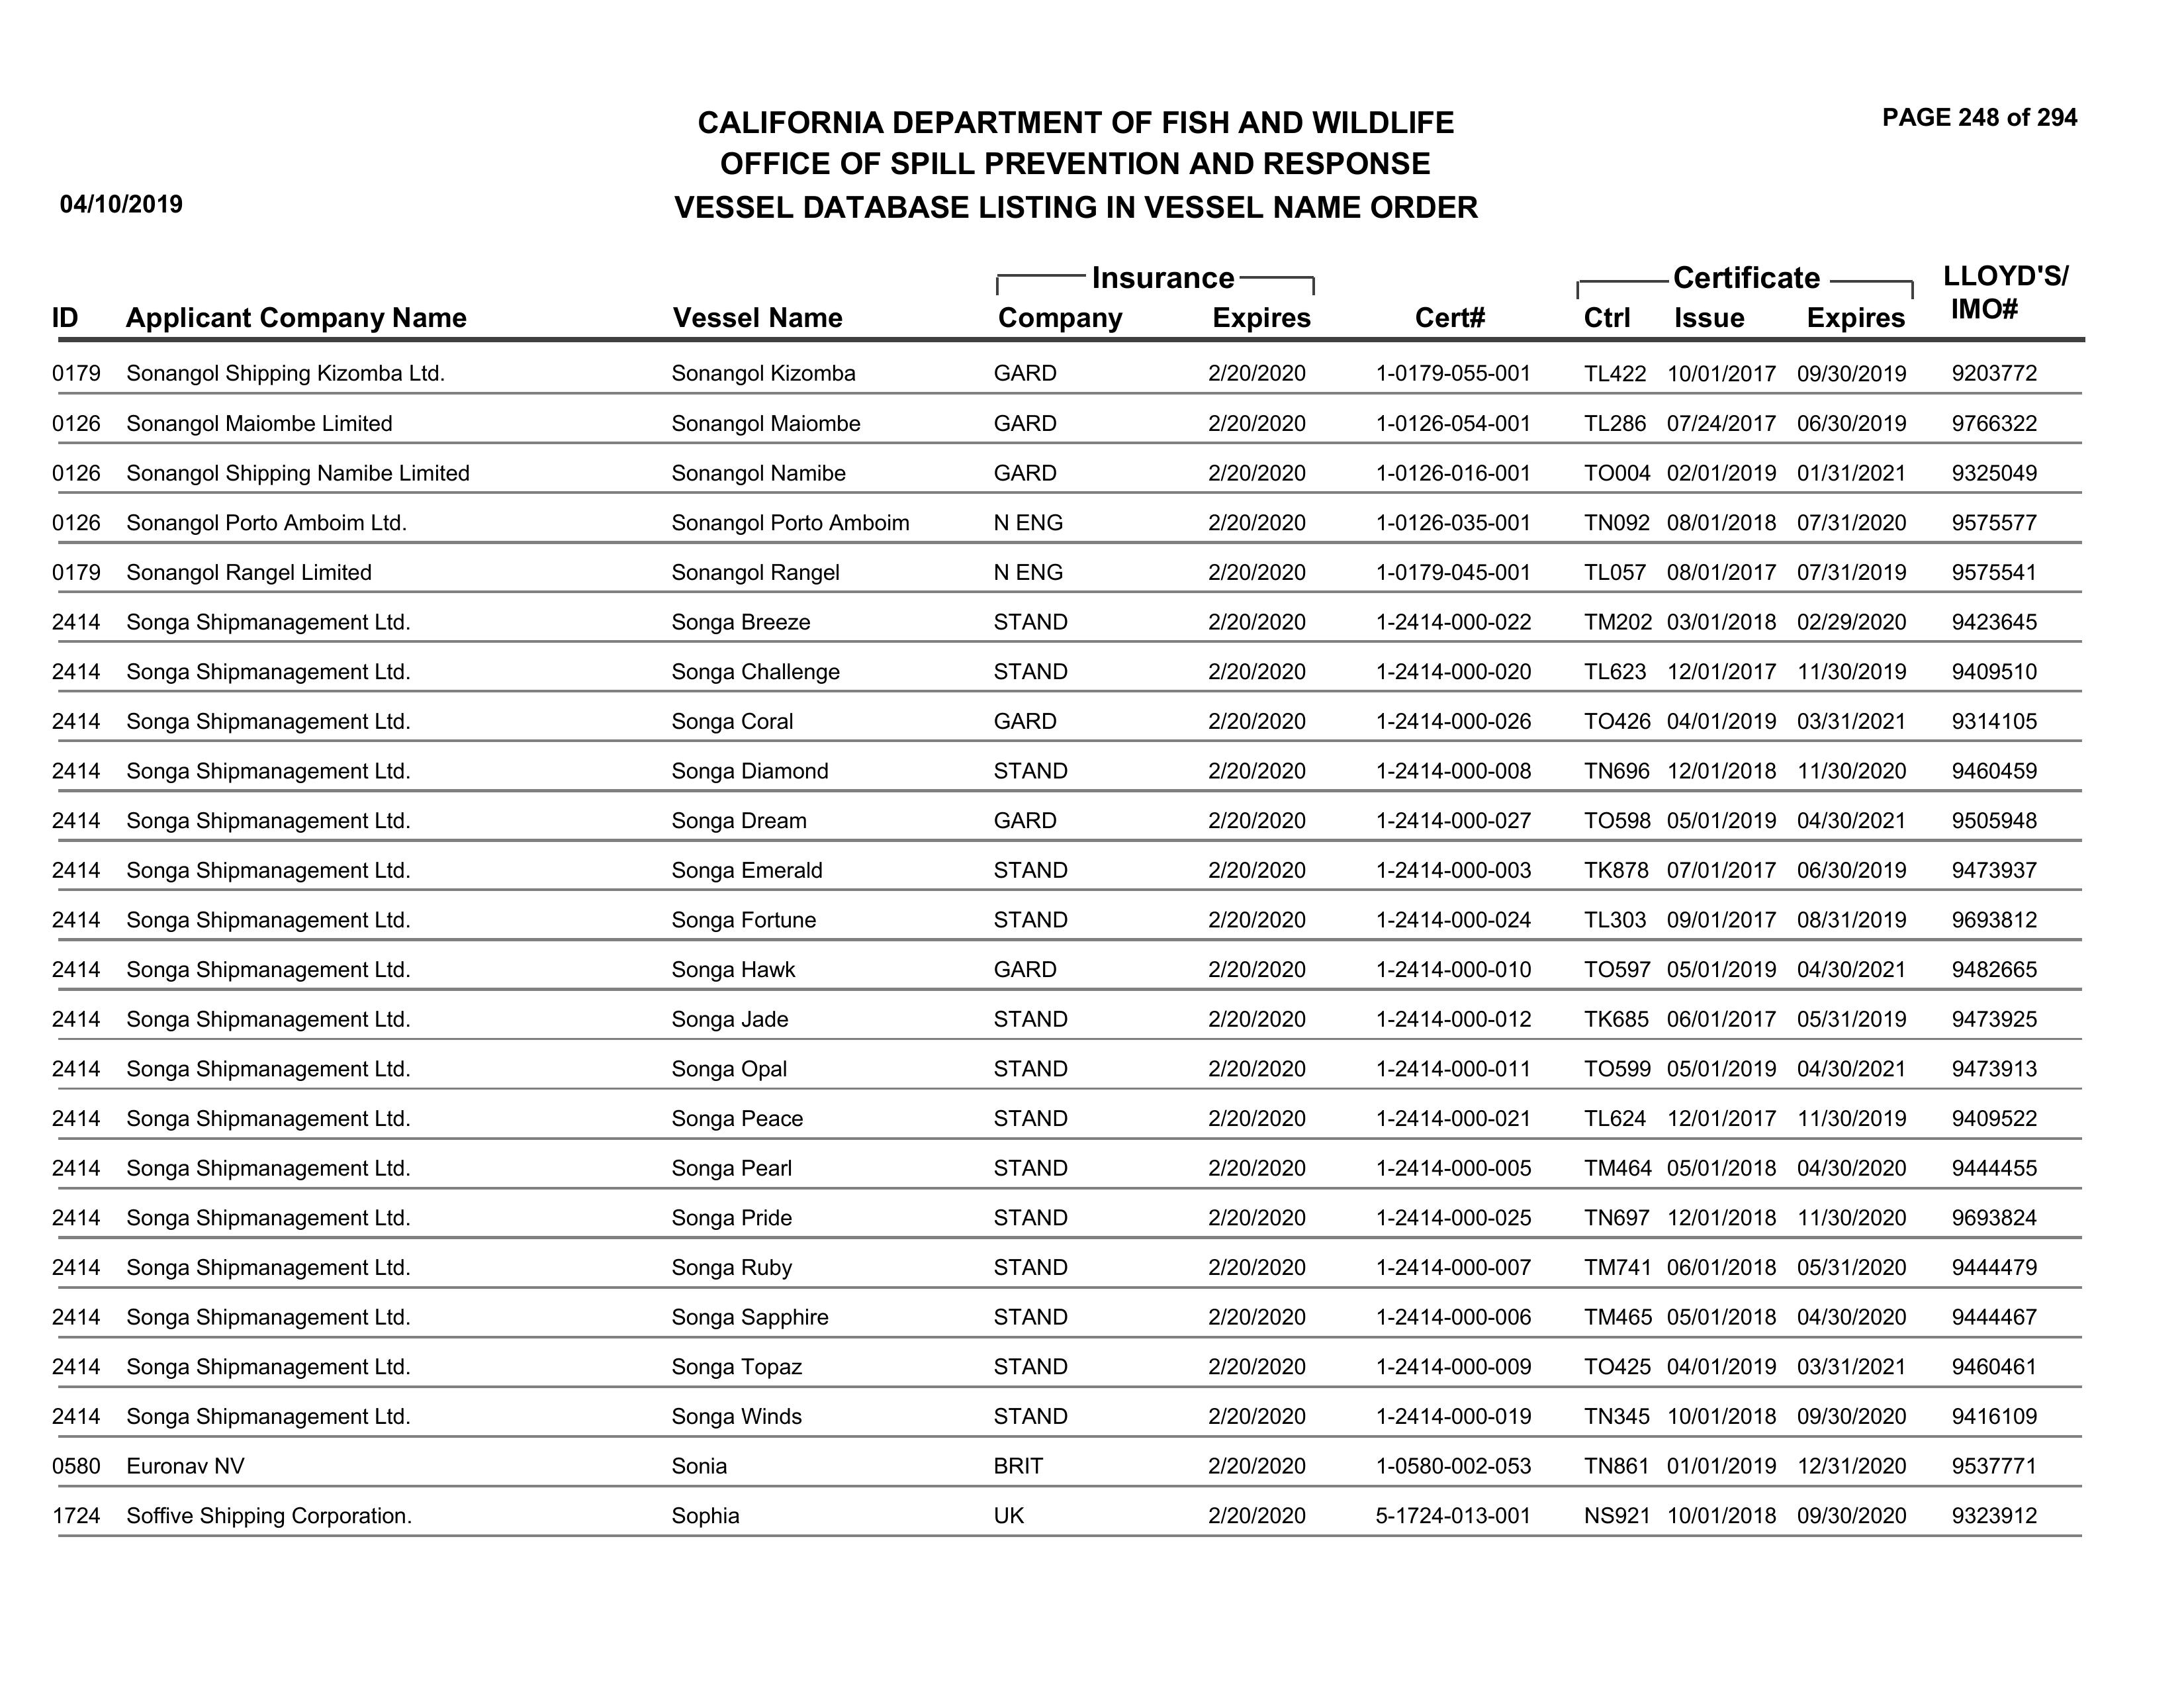 CALIFORNIA DEPARTMENT OF FISH AND WILDLIFE
PAGE 248 of 294
OFFICE OF SPILL PREVENTION AND RESPONSE
04/10/2019
VESSEL DATABASE LISTING IN VESSEL NAME ORDER
Insurance Certificate LLOYD'S/
ID Applicant Company Name Vessel Name Company Expires Cert# Ctrl Issue Expires IMO#
0179 Sonangol Shipping Kizomba Ltd. Sonangol Kizomba GARD 2/20/2020 1-0179-055-001 TL422 10/01/2017 09/30/2019 9203772
0126 Sonangol Maiombe Limited Sonangol Maiombe GARD 2/20/2020 1-0126-054-001 TL286 07/24/2017 06/30/2019 9766322
0126 Sonangol Shipping Namibe Limited Sonangol Namibe GARD 2/20/2020 1-0126-016-001 TO004 02/01/2019 01/31/2021 9325049
0126 Sonangol Porto Amboim Ltd. Sonangol Porto Amboim N ENG 2/20/2020 1-0126-035-001 TN092 08/01/2018 07/31/2020 9575577
0179 Sonangol Rangel Limited Sonangol Rangel N ENG 2/20/2020 1-0179-045-001 TL057 08/01/2017 07/31/2019 9575541
2414 Songa Shipmanagement Ltd. Songa Breeze STAND 2/20/2020 1-2414-000-022 TM202 03/01/2018 02/29/2020 9423645
2414 Songa Shipmanagement Ltd. Songa Challenge STAND 2/20/2020 1-2414-000-020 TL623 12/01/2017 11/30/2019 9409510
2414 Songa Shipmanagement Ltd. Songa Coral GARD 2/20/2020 1-2414-000-026 TO426 04/01/2019 03/31/2021 9314105
2414 Songa Shipmanagement Ltd. Songa Diamond STAND 2/20/2020 1-2414-000-008 TN696 12/01/2018 11/30/2020 9460459
2414 Songa Shipmanagement Ltd. Songa Dream GARD 2/20/2020 1-2414-000-027 TO598 05/01/2019 04/30/2021 9505948
2414 Songa Shipmanagement Ltd. Songa Emerald STAND 2/20/2020 1-2414-000-003 TK878 07/01/2017 06/30/2019 9473937
2414 Songa Shipmanagement Ltd. Songa Fortune STAND 2/20/2020 1-2414-000-024 TL303 09/01/2017 08/31/2019 9693812
2414 Songa Shipmanagement Ltd. Songa Hawk GARD 2/20/2020 1-2414-000-010 TO597 05/01/2019 04/30/2021 9482665
2414 Songa Shipmanagement Ltd. Songa Jade STAND 2/20/2020 1-2414-000-012 TK685 06/01/2017 05/31/2019 9473925
2414 Songa Shipmanagement Ltd. Songa Opal STAND 2/20/2020 1-2414-000-011 TO599 05/01/2019 04/30/2021 9473913
2414 Songa Shipmanagement Ltd. Songa Peace STAND 2/20/2020 1-2414-000-021 TL624 12/01/2017 11/30/2019 9409522
2414 Songa Shipmanagement Ltd. Songa Pearl STAND 2/20/2020 1-2414-000-005 TM464 05/01/2018 04/30/2020 9444455
2414 Songa Shipmanagement Ltd. Songa Pride STAND 2/20/2020 1-2414-000-025 TN697 12/01/2018 11/30/2020 9693824
2414 Songa Shipmanagement Ltd. Songa Ruby STAND 2/20/2020 1-2414-000-007 TM741 06/01/2018 05/31/2020 9444479
2414 Songa Shipmanagement Ltd. Songa Sapphire STAND 2/20/2020 1-2414-000-006 TM465 05/01/2018 04/30/2020 9444467
2414 Songa Shipmanagement Ltd. Songa Topaz STAND 2/20/2020 1-2414-000-009 TO425 04/01/2019 03/31/2021 9460461
2414 Songa Shipmanagement Ltd. Songa Winds STAND 2/20/2020 1-2414-000-019 TN345 10/01/2018 09/30/2020 9416109
0580 Euronav NV Sonia BRIT 2/20/2020 1-0580-002-053 TN861 01/01/2019 12/31/2020 9537771
1724 Soffive Shipping Corporation. Sophia UK 2/20/2020 5-1724-013-001 NS921 10/01/2018 09/30/2020 9323912